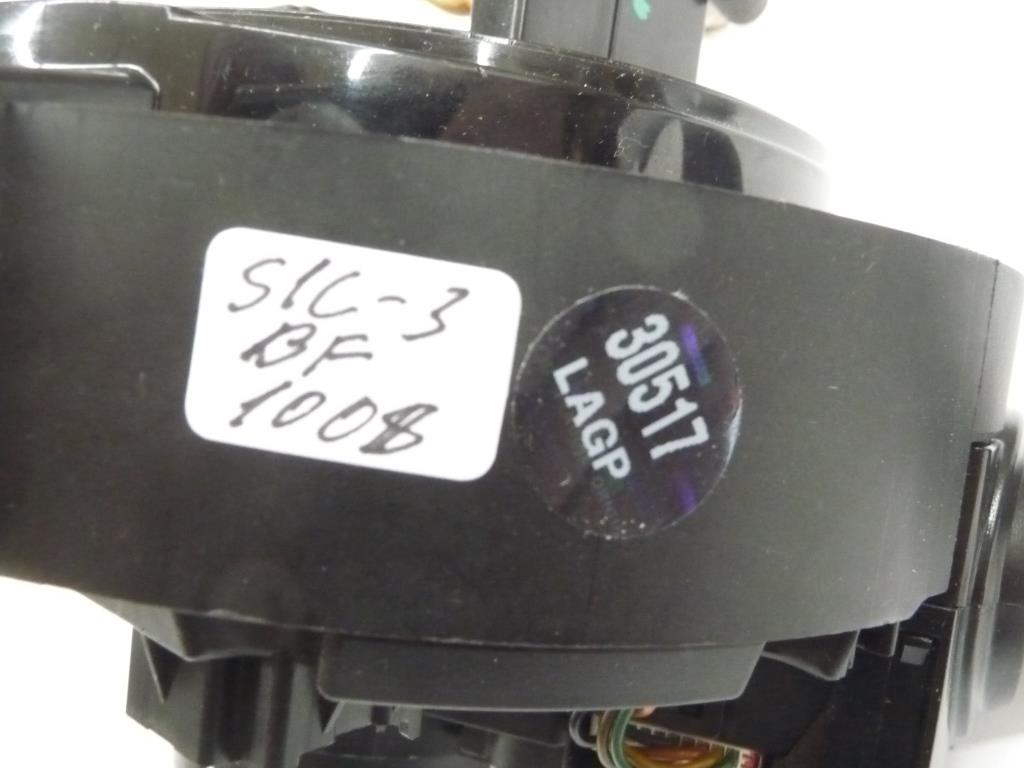 SIC-3
BF
1008
30517
LAGP